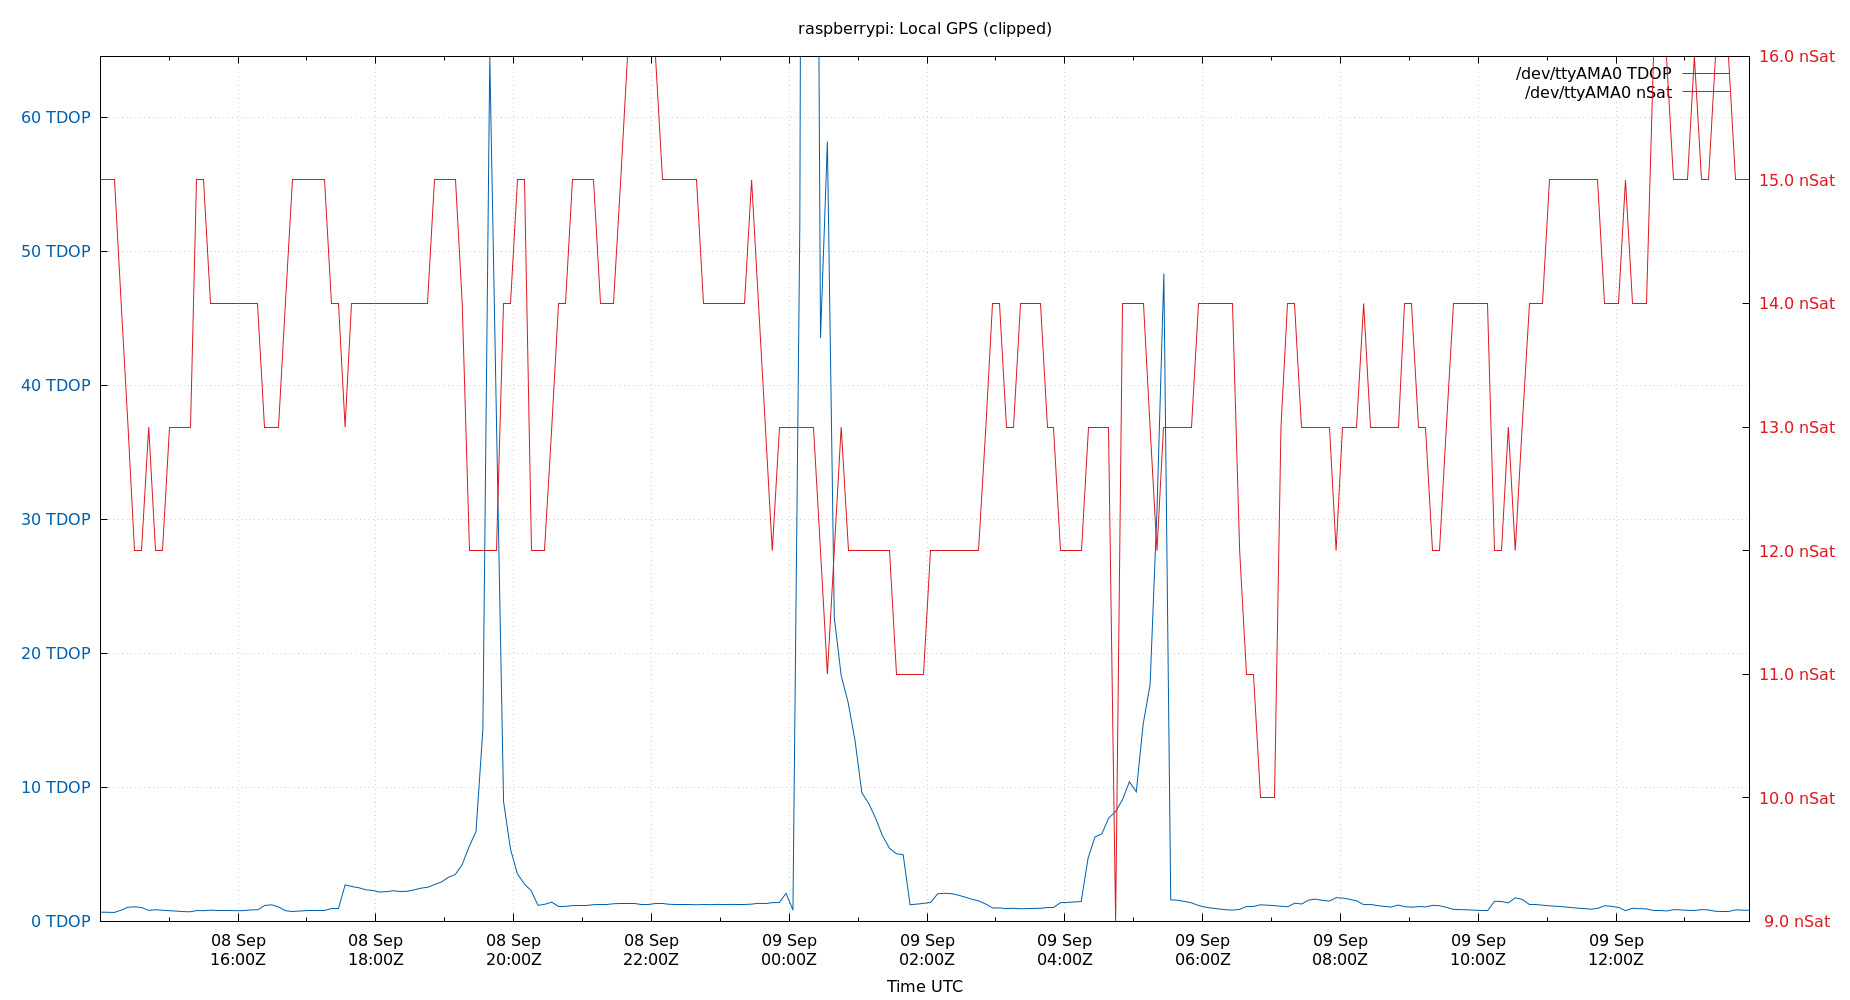 raspberrypi: Local GPS (clipped)
/dev/ttyAMA0 TDOP
/dev/ttyAMA0 nSat
60 TDOP
50 TDOP
40 TDOP
30 TDOP
20 TDOP
10 TDOP
0 TDOP
16.0 nSat
15.0 nSat
14.0 nSat
13.0 nSat
12.0 nSat
11.0 nSat
10.0 nSat
9.0 nSat
08 Sep
16:00Z
08 Sep
18:00Z
08 Sep
20:00Z
08 Sep
22:00Z
09 Sep
00:00Z
09 Sep
02:00Z
09 Sep
04:00Z
09 Sep
06:00Z
09 Sep
08:00Z
09 Sep
10:00Z
09 Sep
12:00Z
Time UTC